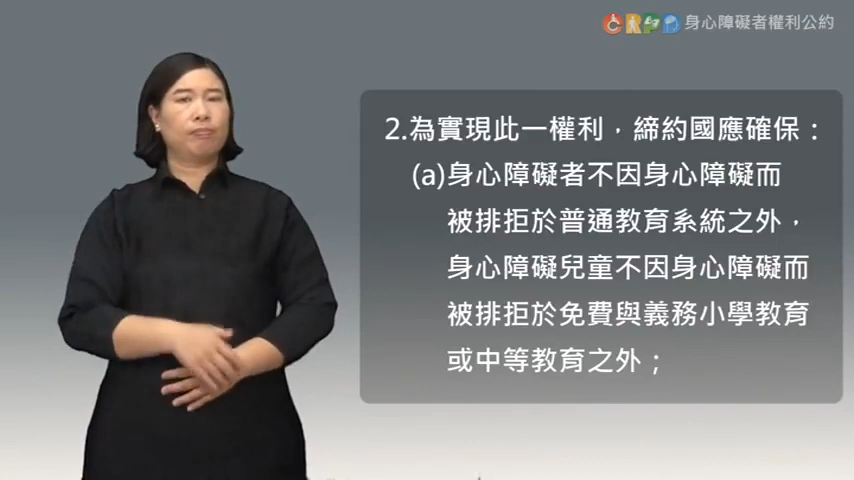 CRPD 身心障礙者權利公約
2.為實現此一權利，締約國應確保：
(a)身心障礙者不因身心障礙而
被排拒於普通教育系統之外，
身心障礙兒童不因身心障礙而
被排拒於免費與義務小學教育
或中等教育之外；